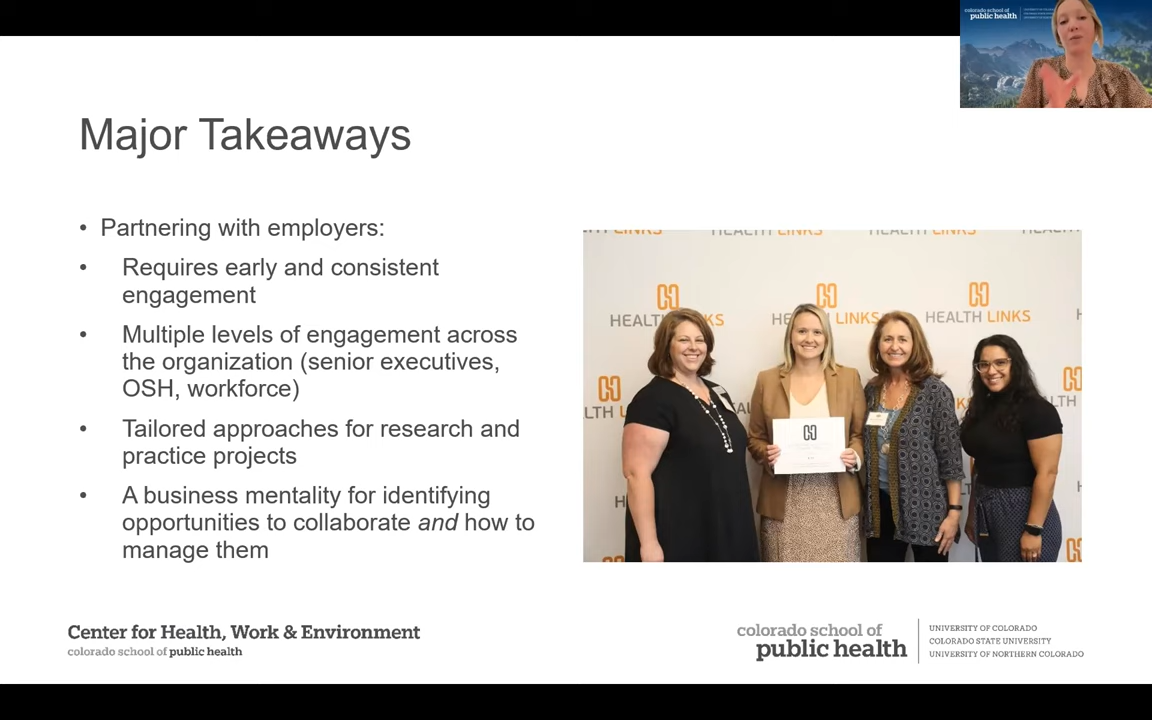 colorado school of
public health
Major Takeaways
• Partnering with employers:
• Requires early and consistent
engagement
• Multiple levels of engagement across
the organization (senior executives,
OSH, workforce)
• Tailored approaches for research and
practice projects
• A business mentality for identifying
opportunities to collaborate and how to
manage them
HEALTH LINKS
HEALTH LINKS
HEALTH LINKS
HEALTH LINKS
HEALTH LINKS
Center for Health, Work & Environment
colorado school of public health
colorado school of
public health
UNIVERSITY OF COLORADO
COLORADO STATE UNIVERSITY
UNIVERSITY OF NORTHERN COLORADO